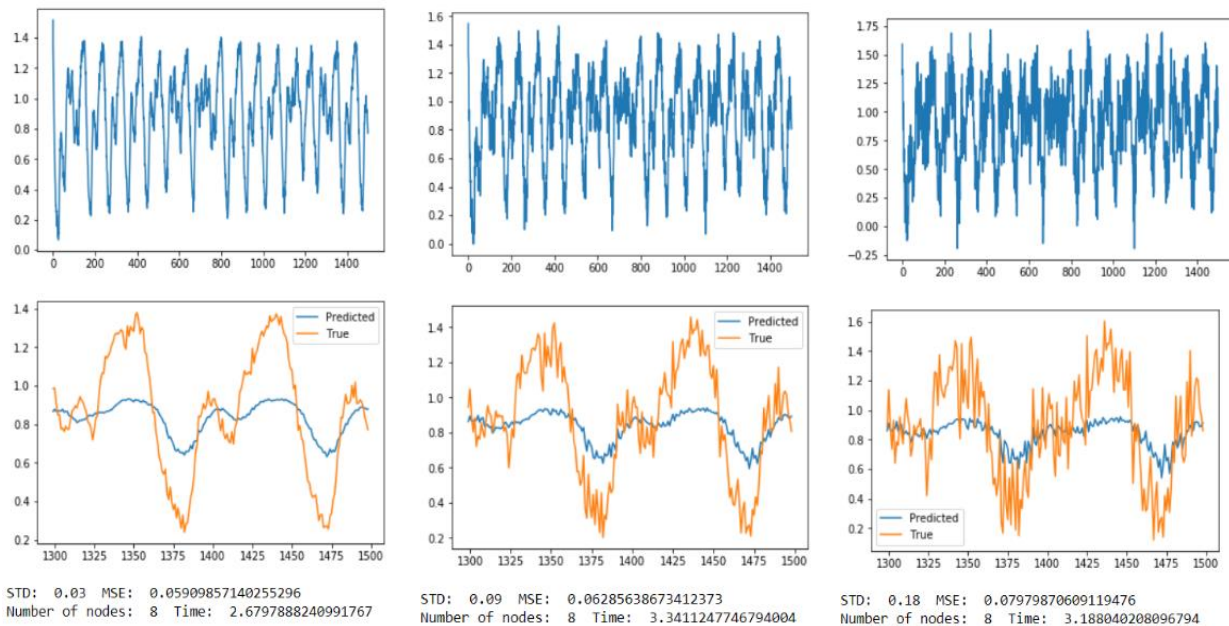 1.4
1.2
1.0
0.8
0.6
0.4
0.2
0.0
0 200 400 600 800 1000 1200 1400
1.6
1.4
1.2
1.0
0.8
0.6
0.4
0.2
0.0
0 200 400 600 800 1000 1200 1400
1.75
1.50
1.25
1.00
0.75
0.50
0.25
0.00
−0.25
0 200 400 600 800 1000 1200 1400
1.4
1.2
1.0
0.8
0.6
0.4
0.2
Predicted
True
1300 1325 1350 1375 1400 1425 1450 1475 1500
1.4
1.2
1.0
0.8
0.6
0.4
0.2
Predicted
True
1300 1325 1350 1375 1400 1425 1450 1475 1500
1.6
1.4
1.2
1.0
0.8
0.6
0.4
0.2
Predicted
True
1300 1325 1350 1375 1400 1425 1450 1475 1500
STD: 0.03 MSE: 0.05909857140255296
Number of nodes: 8 Time: 2.6797888240991767
STD: 0.09 MSE: 0.06285638673412373
Number of nodes: 8 Time: 3.3411247746794004
STD: 0.18 MSE: 0.07979870609119476
Number of nodes: 8 Time: 3.188040208096794